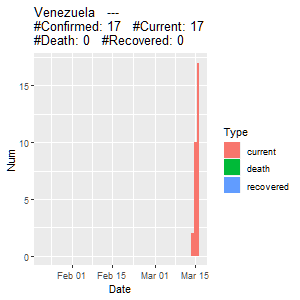 Venezuela   ---
#Confirmed: 17   #Current: 17
#Death: 0   #Recovered: 0
15
10
5
0
Num
Feb 01
Feb 15
Mar 01
Mar 15
Date
Type
current
death
recovered